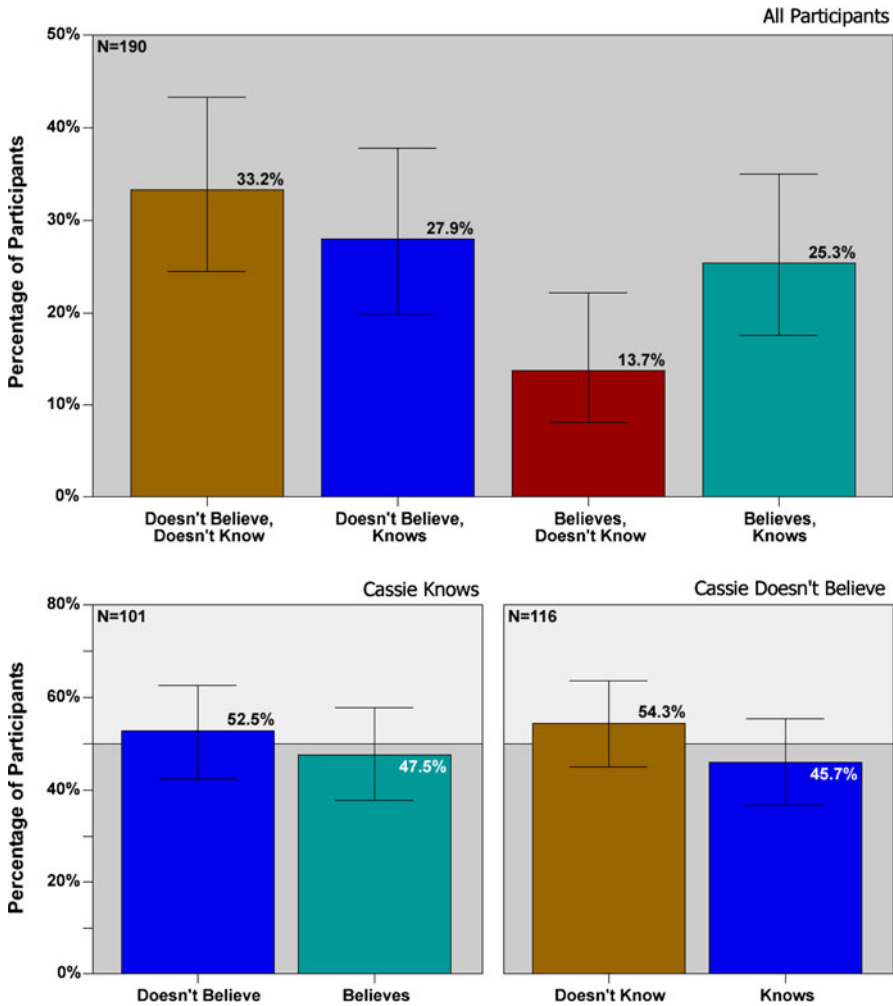 All Participants
50%
N=190
40%
33.2%
30%
27.9%
25.3%
20%
13.7%
10%
0%
Percentage of Participants
Doesn't Believe,
Doesn't Know
Doesn't Believe,
Knows
Believes,
Doesn't Know
Believes,
Knows
Cassie Knows
80%
N=101
60%
52.5%
47.5%
40%
20%
0%
Percentage of Participants
Doesn't Believe
Believes
Cassie Doesn't Believe
N=116
54.3%
45.7%
Doesn't Know
Knows